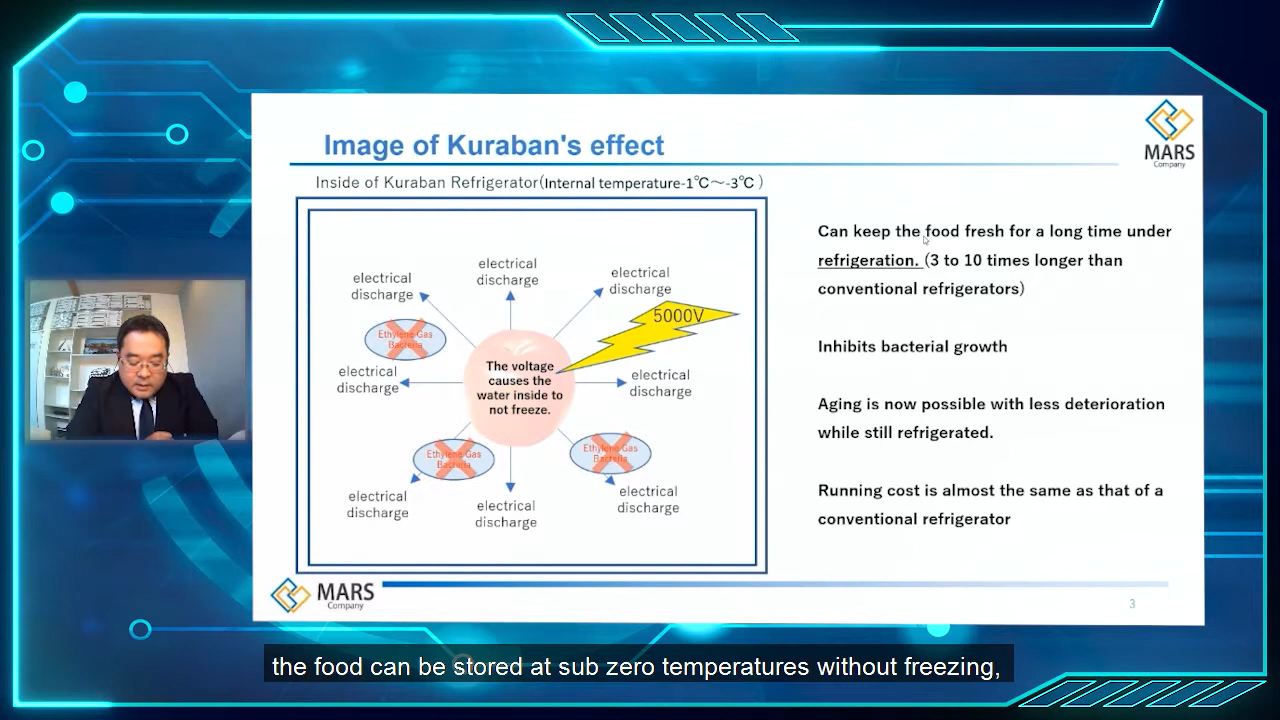 Image of Kuraban's effect
MARS
Company
Inside of Kuraban Refrigerator(Internal temperature-1℃～-3℃ )
electrical
discharge
electrical
discharge
electrical
discharge
5000V
Ethylene Gas
Bacteria
The voltage
causes the
water inside to
not freeze.
electrical
discharge
electrical
discharge
Ethylene Gas
Bacteria
Ethylene Gas
Bacteria
electrical
discharge
electrical
discharge
electrical
discharge
Can keep the food fresh for a long time under
refrigeration. (3 to 10 times longer than
conventional refrigerators)
Inhibits bacterial growth
Aging is now possible with less deterioration
while still refrigerated.
Running cost is almost the same as that of a
conventional refrigerator
MARS
Company
3
the food can be stored at sub zero temperatures without freezing,